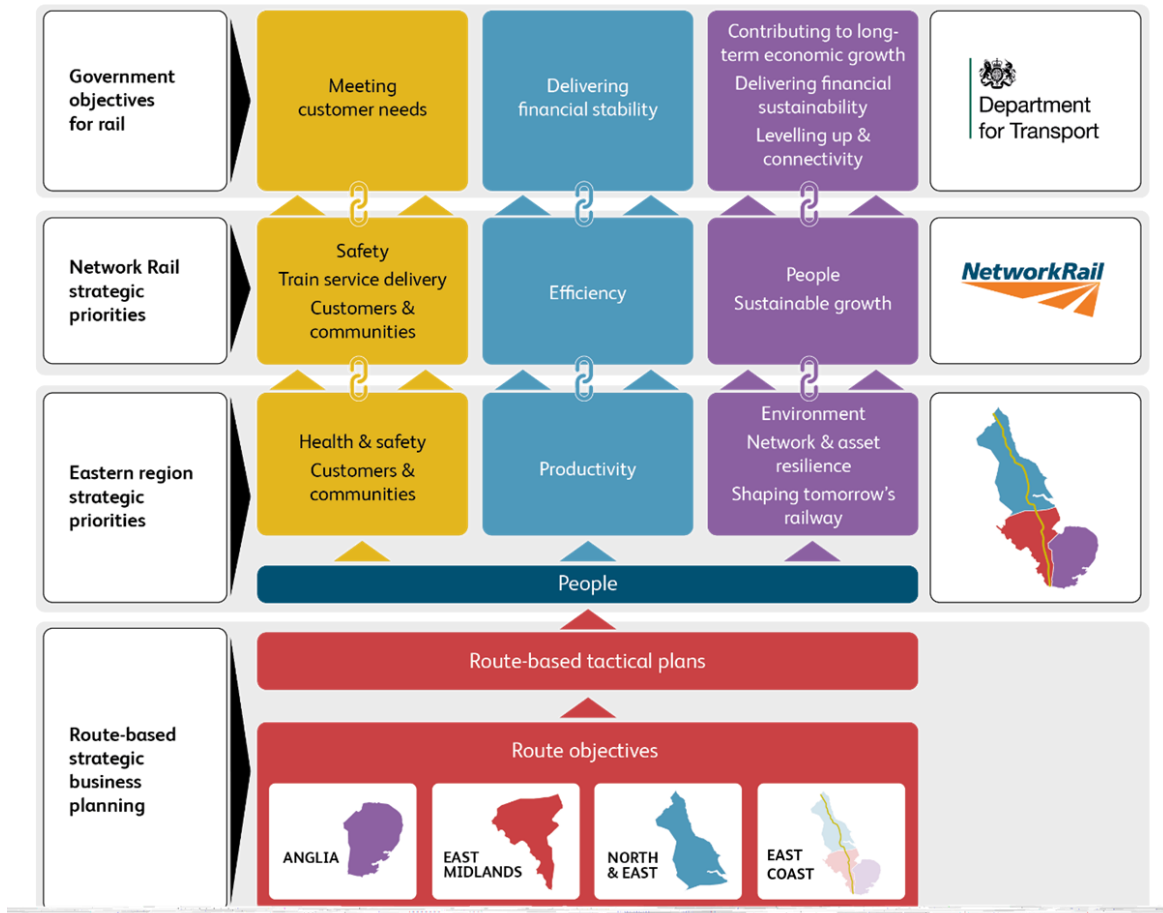 Government
objectives
for rail
Meeting
customer needs
Delivering
financial stability
Contributing to long-
term economic growth
Delivering financial
sustainability
Levelling up &
connectivity
Department
for Transport
Network Rail
strategic
priorities
Safety
Train service delivery
Customers &
communities
Efficiency
People
Sustainable growth
NetworkRail
Eastern region
strategic
priorities
Health & safety
Customers &
communities
Productivity
Environment
Network & asset
resilience
Shaping tomorrow's
railway
People
Route-based
strategic
business
planning
Route-based tactical plans
Route objectives
ANGLIA
EAST
MIDLANDS
NORTH
& EAST
EAST
COAST